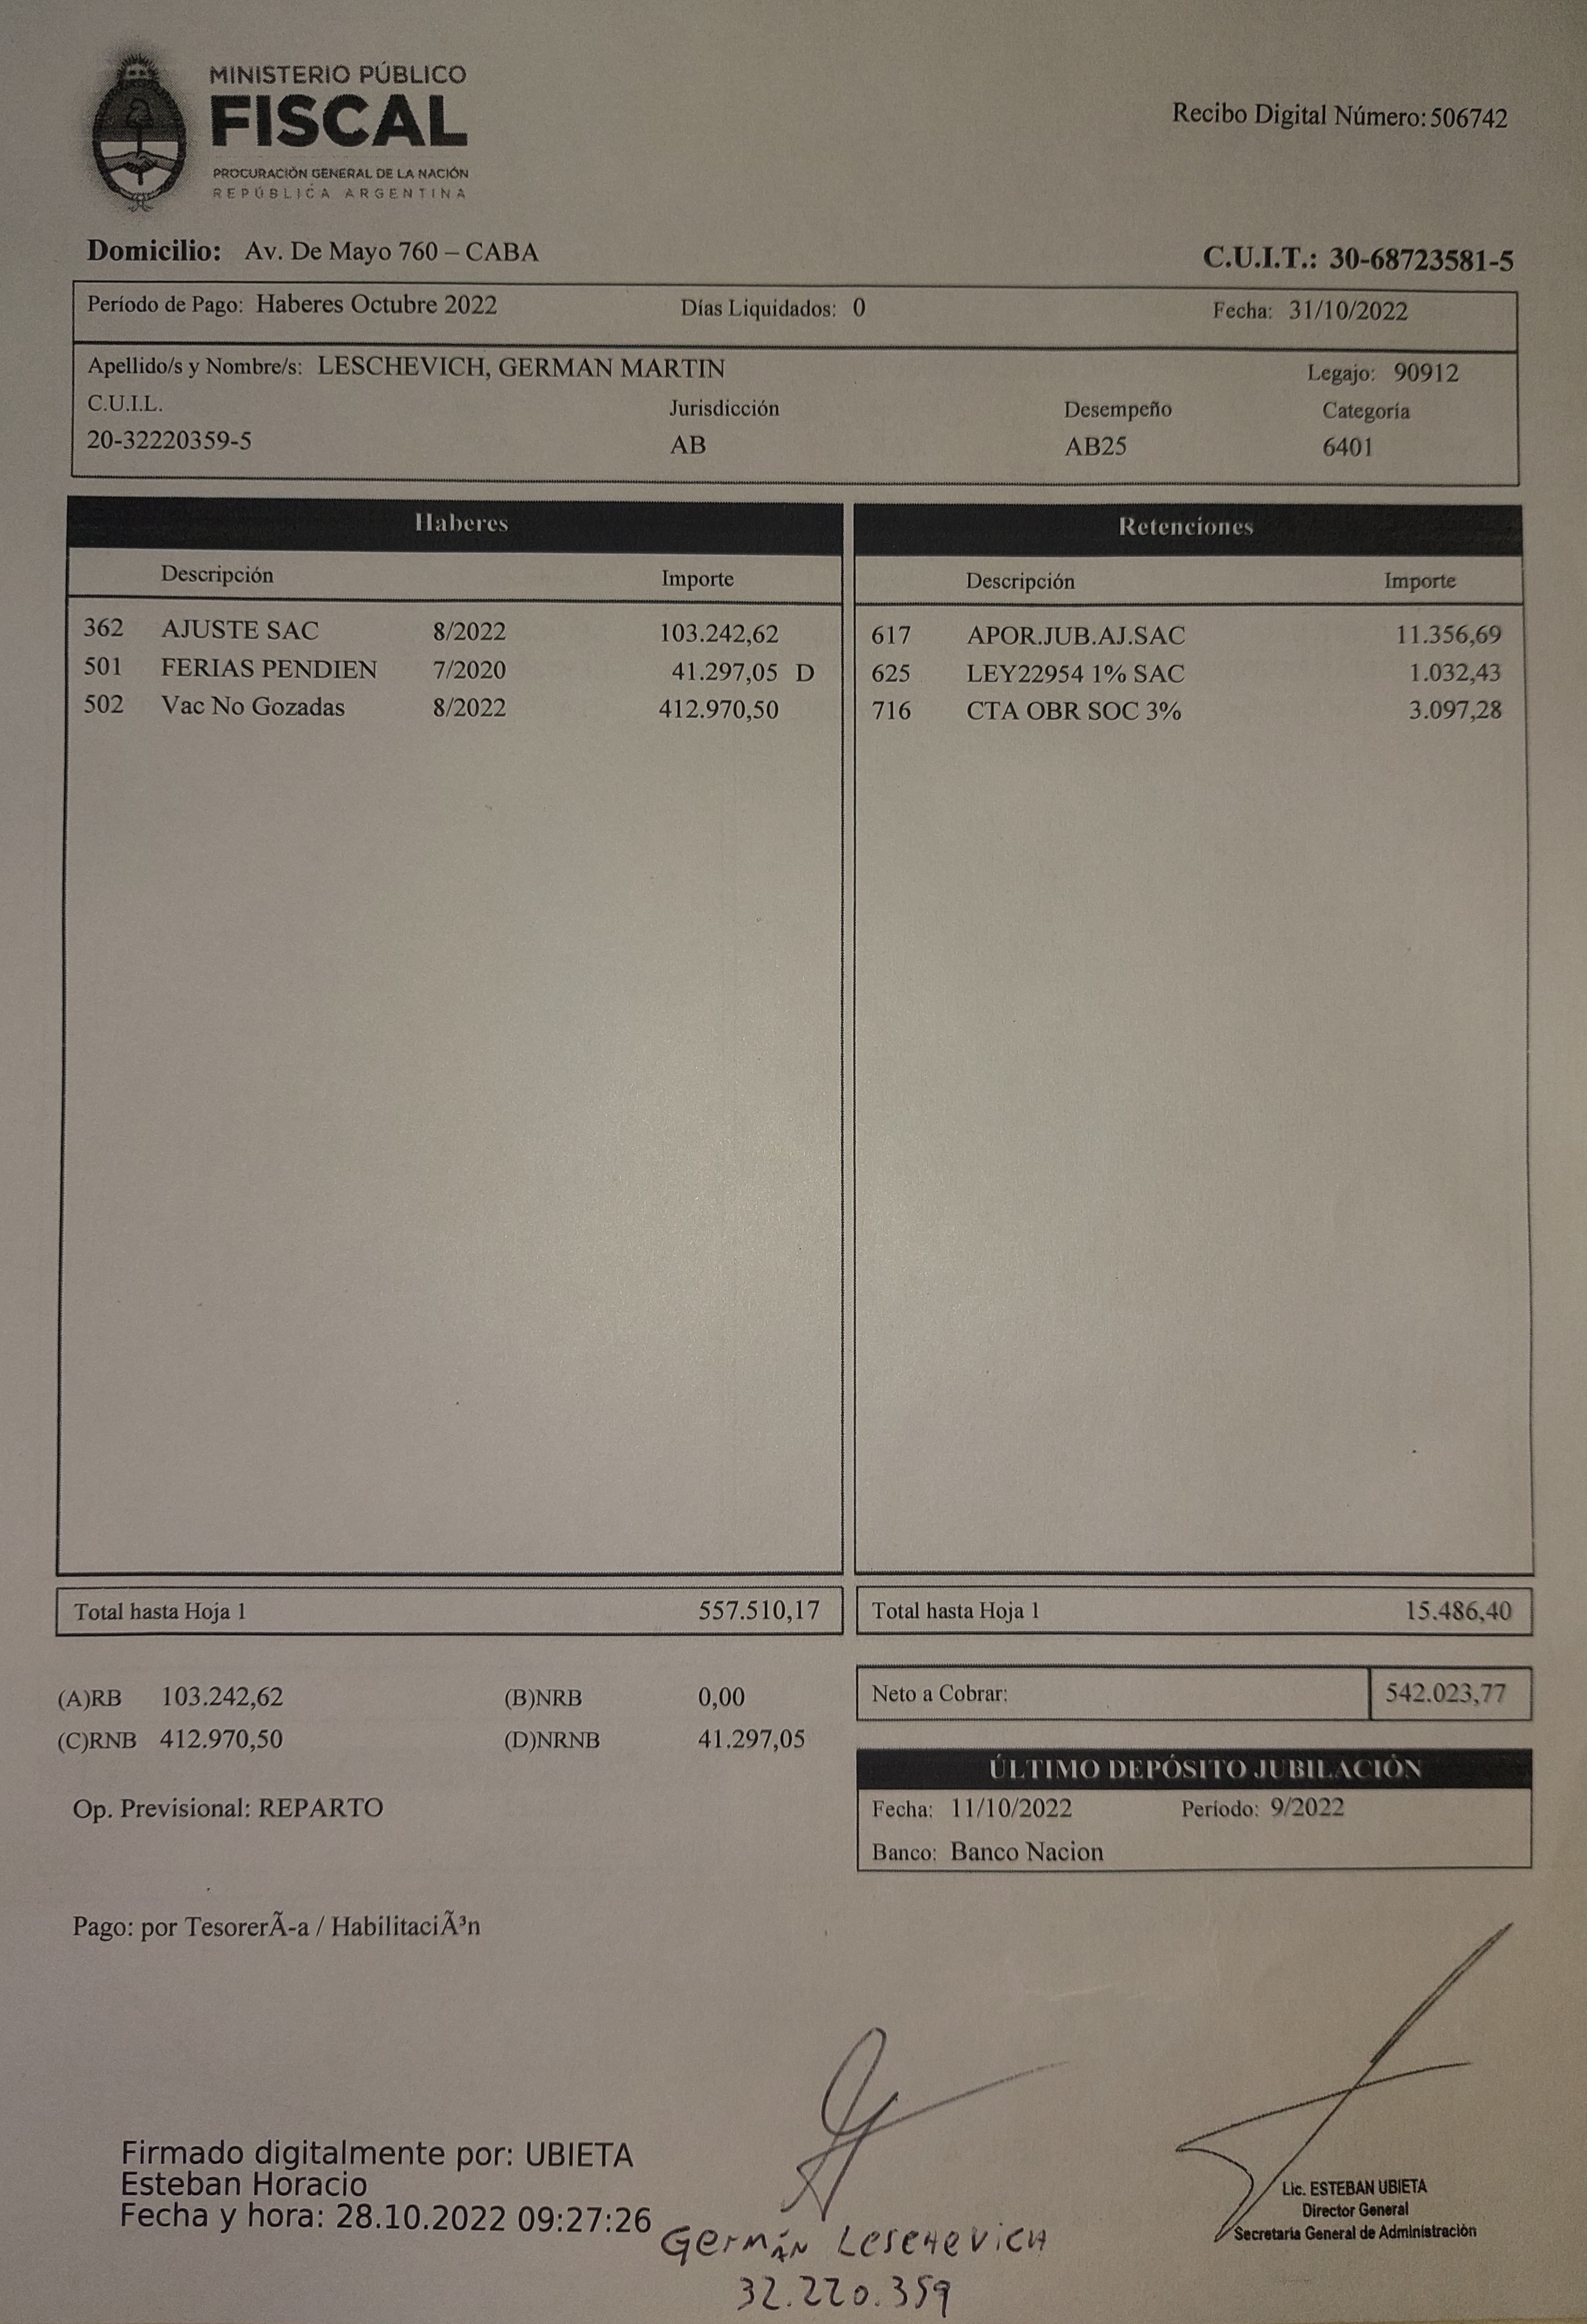 MINISTERIO PÚBLICO
FISCAL
PROCURACIÓN GENERAL DE LA NACIÓN
REPÚBLICA ARGENTINA
Recibo Digital Número: 506742
Domicilio: Av. De Mayo 760 – CABA
C.U.I.T.: 30-68723581-5
Período de Pago: Haberes Octubre 2022 Días Liquidados: 0 Fecha: 31/10/2022
Apellido/s y Nombre/s: LESCHEVICH, GERMAN MARTIN Legajo: 90912
C.U.I.L. Jurisdicción Desempeño Categoría
20-32220359-5 AB AB25 6401
Haberes
Descripción Importe
362 AJUSTE SAC 8/2022 103.242,62
501 FERIAS PENDIEN 7/2020 41.297,05 D
502 Vac No Gozadas 8/2022 412.970,50
Total hasta Hoja 1 557.510,17
Retenciones
Descripción Importe
617 APOR.JUB.AJ.SAC 11.356,69
625 LEY22954 1% SAC 1.032,43
716 CTA OBR SOC 3% 3.097,28
Total hasta Hoja 1 15.486,40
(A)RB 103.242,62 (B)NRB 0,00
(C)RNB 412.970,50 (D)NRNB 41.297,05
Neto a Cobrar: 542.023,77
ÚLTIMO DEPÓSITO JUBILACIÓN
Fecha: 11/10/2022 Período: 9/2022
Banco: Banco Nacion
Op. Previsional: REPARTO
Pago: por TesorerÃ-a / HabilitaciÃ³n
Firmado digitalmente por: UBIETA
Esteban Horacio
Fecha y hora: 28.10.2022 09:27:26
Germán Leschevich
32.220.359
Lic. ESTEBAN UBIETA
Director General
Secretaría General de Administración